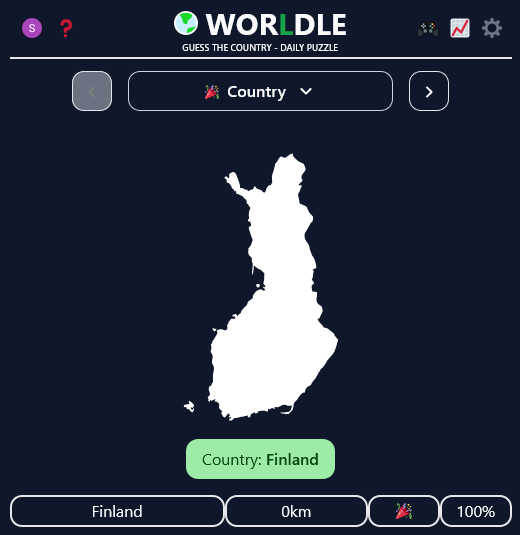 S ❓ WORLDLE
GUESS THE COUNTRY - DAILY PUZZLE
Country
Country: Finland
Finland 0km 100%